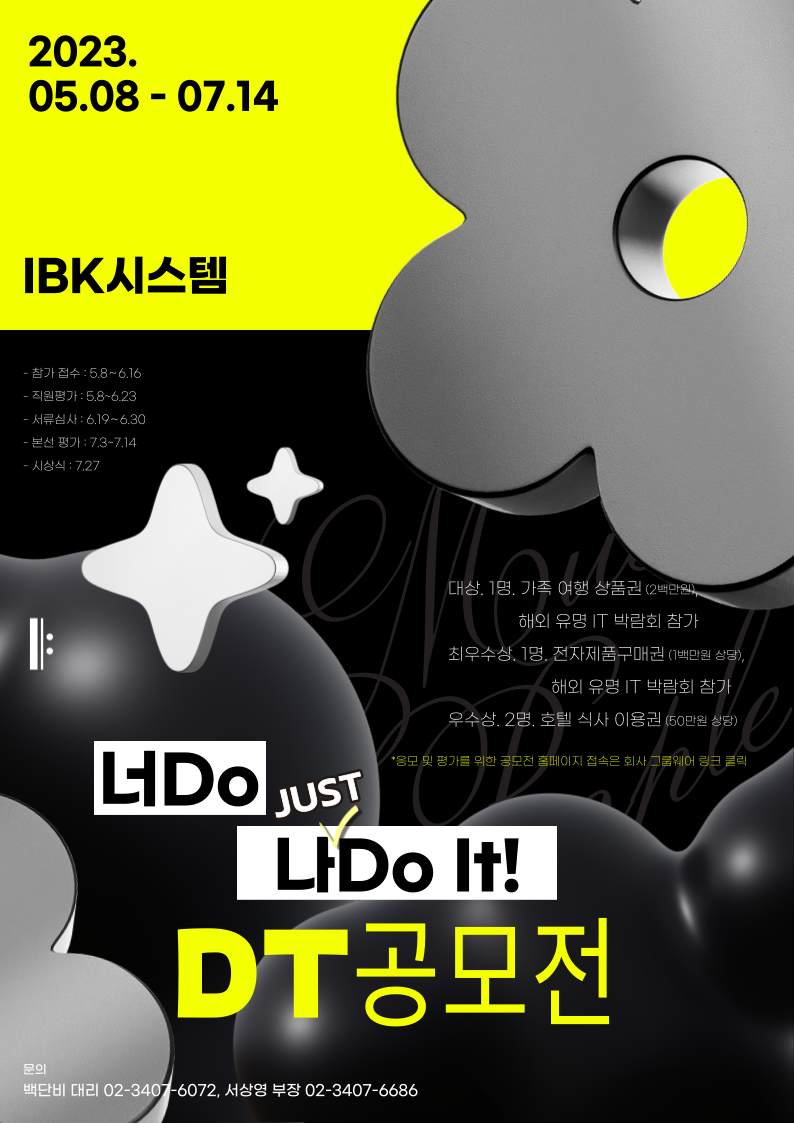 2023.
05.08 - 07.14
IBK시스템
- 참가 접수 : 5.8~6.16
- 직원평가 : 5.8~6.23
- 서류심사 : 6.19~6.30
- 본선 평가 : 7.3~7.14
- 시상식 : 7.27
대상. 1명. 가족 여행 상품권 (2백만원),
해외 유명 IT 박람회 참가
최우수상. 1명. 전자제품구매권 (1백만원 상당),
해외 유명 IT 박람회 참가
우수상. 2명. 호텔 식사 이용권 (50만원 상당)
*응모 및 평가를 위한 공모전 홈페이지 접속은 회사 그룹웨어 링크 클릭
너Do
JUST
나Do It!
DT공모전
문의
백단비 대리 02-3407-6072, 서상영 부장 02-3407-6686